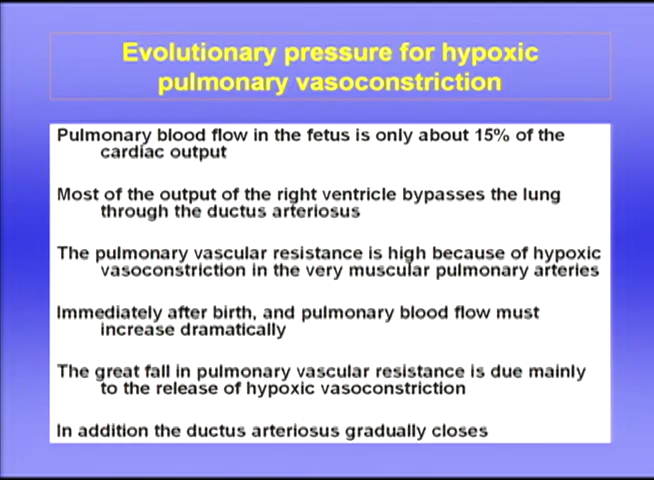 Evolutionary pressure for hypoxic
pulmonary vasoconstriction
Pulmonary blood flow in the fetus is only about 15% of the
cardiac output
Most of the output of the right ventricle bypasses the lung
through the ductus arteriosus
The pulmonary vascular resistance is high because of hypoxic
vasoconstriction in the very muscular pulmonary arteries
Immediately after birth, and pulmonary blood flow must
increase dramatically
The great fall in pulmonary vascular resistance is due mainly
to the release of hypoxic vasoconstriction
In addition the ductus arteriosus gradually closes